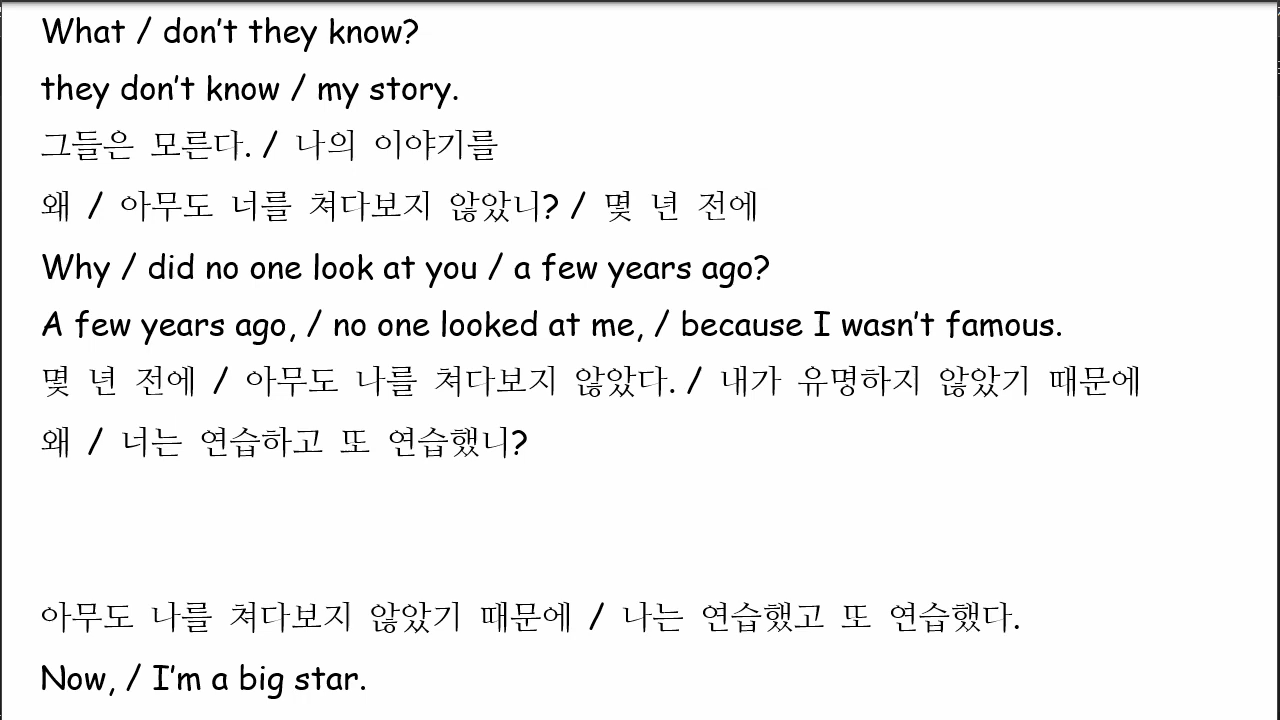 What / don't they know?
they don't know / my story.
그들은 모른다. / 나의 이야기를
왜 / 아무도 너를 쳐다보지 않았니? / 몇 년 전에
Why / did no one look at you / a few years ago?
A few years ago, / no one looked at me, / because I wasn't famous.
몇 년 전에 / 아무도 나를 쳐다보지 않았다. / 내가 유명하지 않았기 때문에
왜 / 너는 연습하고 또 연습했니?
아무도 나를 쳐다보지 않았기 때문에 / 나는 연습했고 또 연습했다.
Now, / I'm a big star.